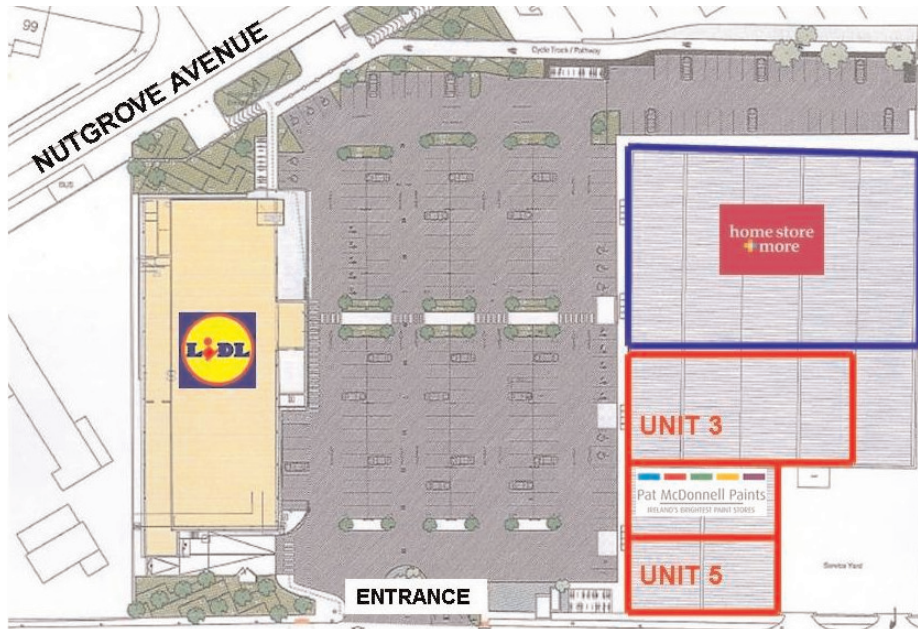 99
NUTGROVE AVENUE
Cycle Track / Pathway
BUS
home store
+more
LIDL
UNIT 3
Pat McDonnell Paints
IRELAND'S BRIGHTEST PAINT STORES
UNIT 5
Service Yard
ENTRANCE